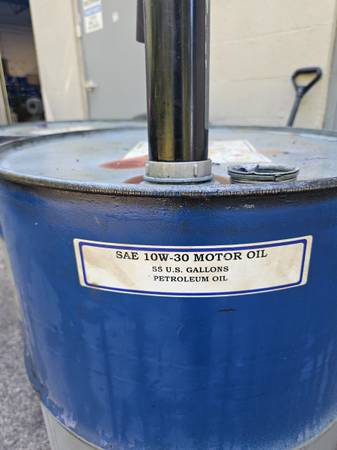 SAE 10W-30 MOTOR OIL
55 U.S. GALLONS
PETROLEUM OIL